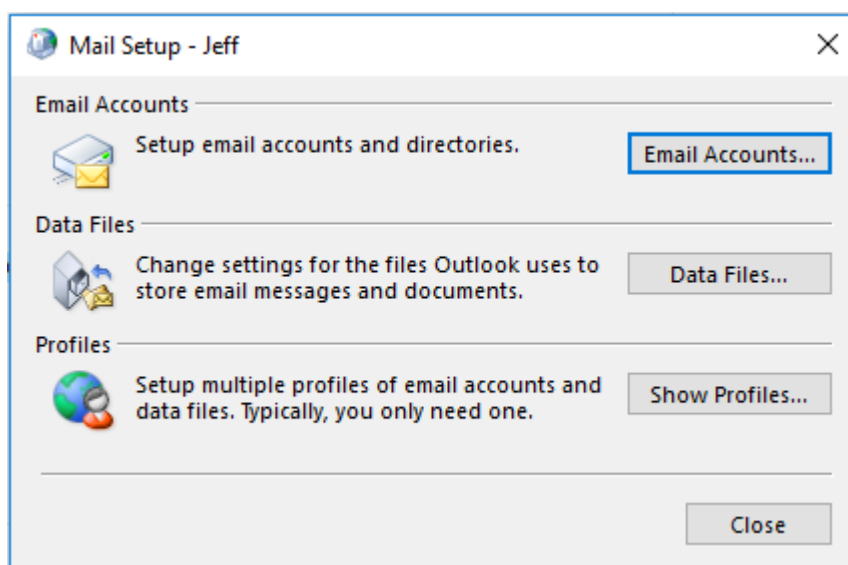 Mail Setup - Jeff
Email Accounts
Setup email accounts and directories.
Email Accounts...
Data Files
Change settings for the files Outlook uses to
store email messages and documents.
Data Files...
Profiles
Setup multiple profiles of email accounts and
data files. Typically, you only need one.
Show Profiles...
Close